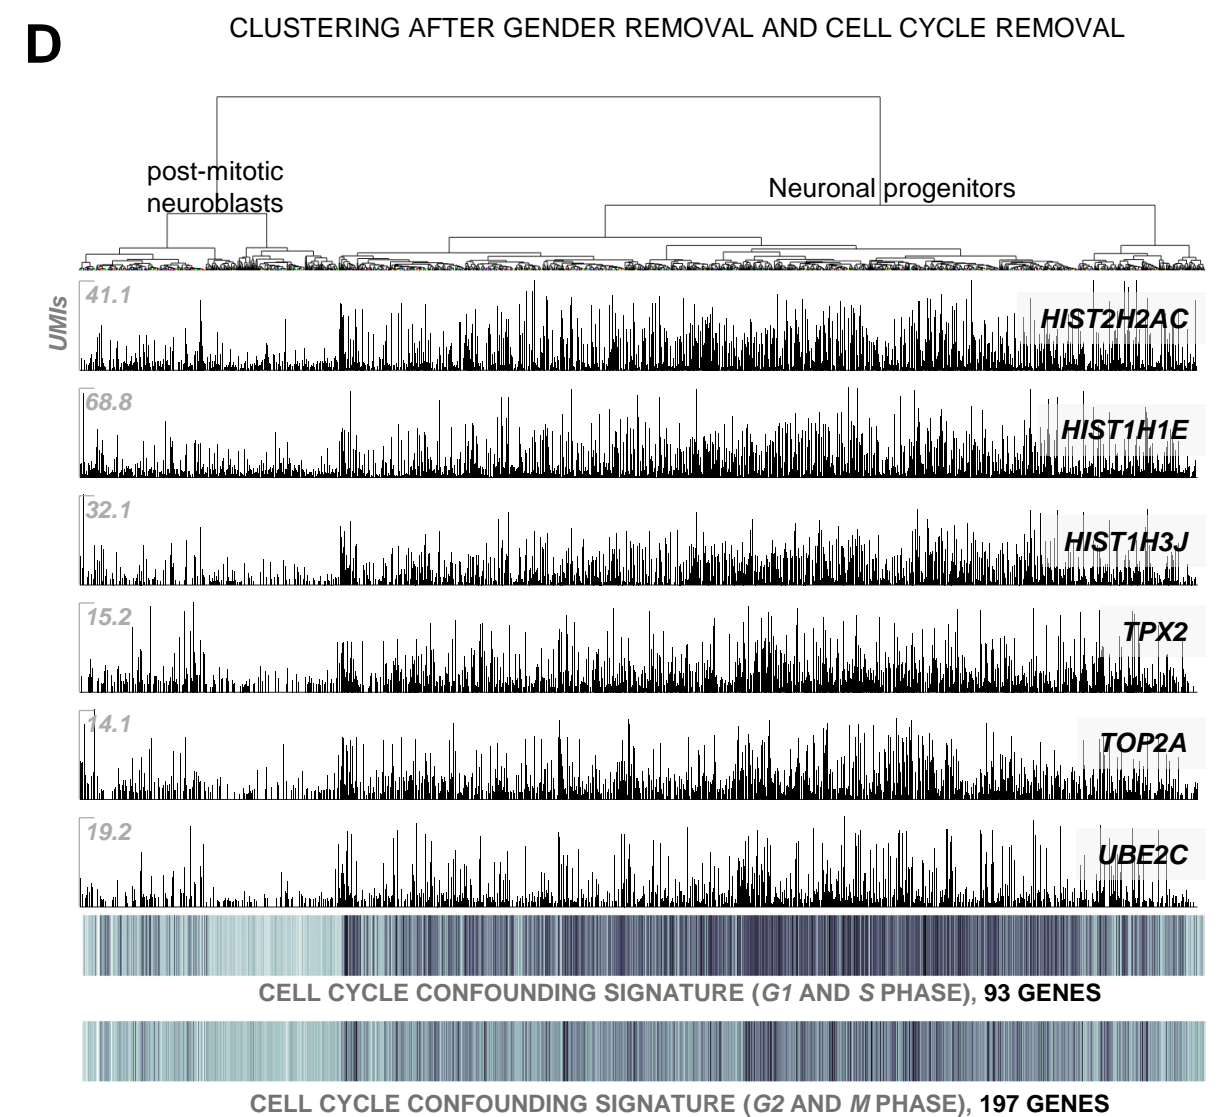 D
CLUSTERING AFTER GENDER REMOVAL AND CELL CYCLE REMOVAL
post-mitotic
neuroblasts
Neuronal progenitors
UMIs
41.1
HIST2H2AC
68.8
HIST1H1E
32.1
HIST1H3J
15.2
TPX2
14.1
TOP2A
19.2
UBE2C
CELL CYCLE CONFOUNDING SIGNATURE (G1 AND S PHASE), 93 GENES
CELL CYCLE CONFOUNDING SIGNATURE (G2 AND M PHASE), 197 GENES